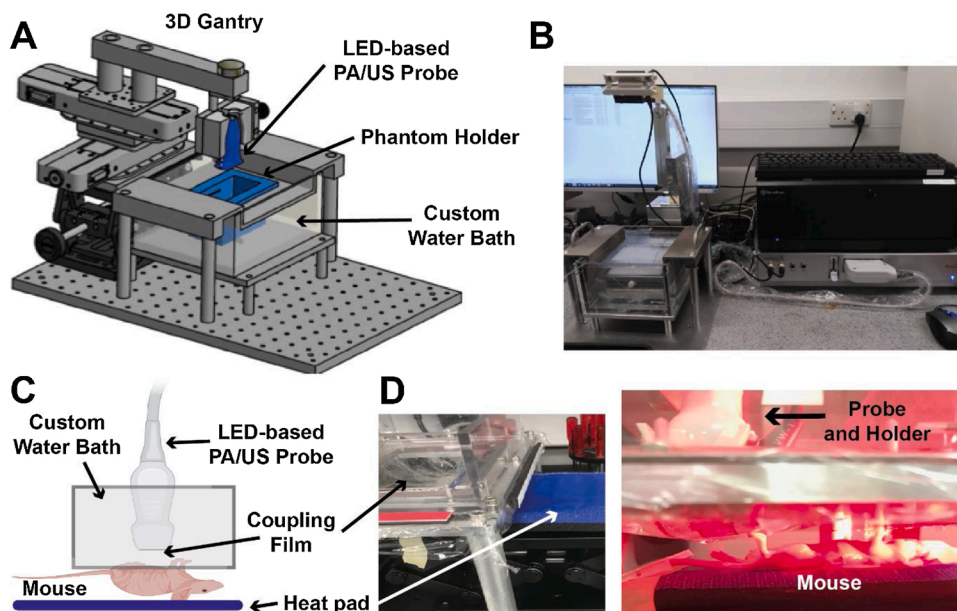 A
3D Gantry
LED-based
PA/US Probe
Phantom Holder
Custom
Water Bath
B
C
Custom
Water Bath
LED-based
PA/US Probe
Coupling
Film
Mouse
Heat pad
D
Probe
and Holder
Mouse